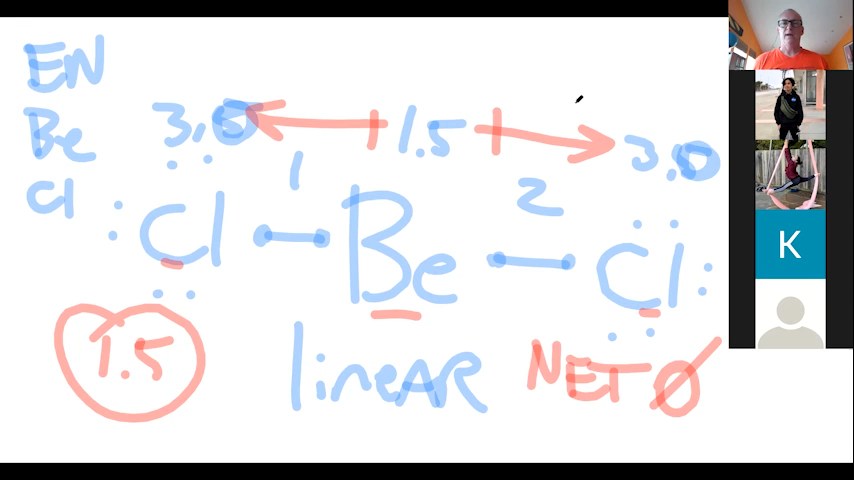 EN
Be
Cl
3.0 1.5 3.0
1 2
Cl Be Cl
1.5
linEAR
NET 0
K